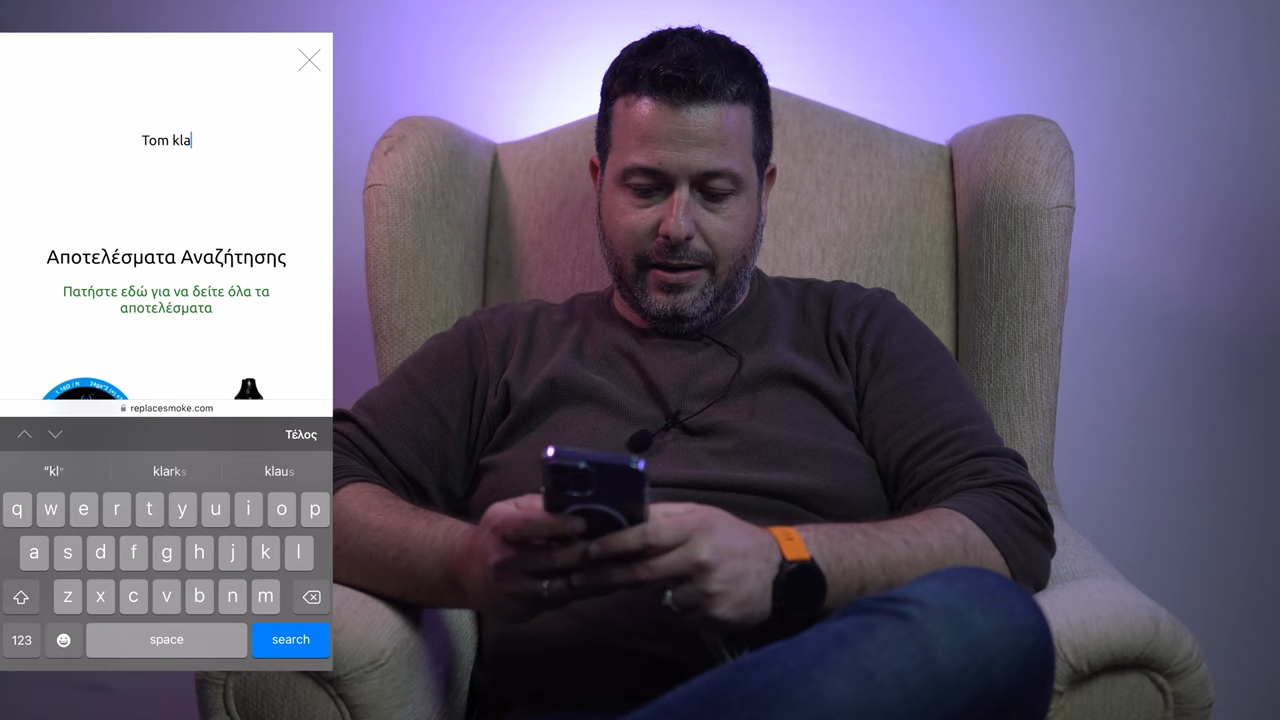 Tom kla
Αποτελέσματα Αναζήτησης
Πατήστε εδώ για να δείτε όλα τα
αποτελέσματα
replacesmoke.com
Τέλος
“kl” klarks klaus
q w e r t y u i o p
a s d f g h j k l
z x c v b n m
123 space search